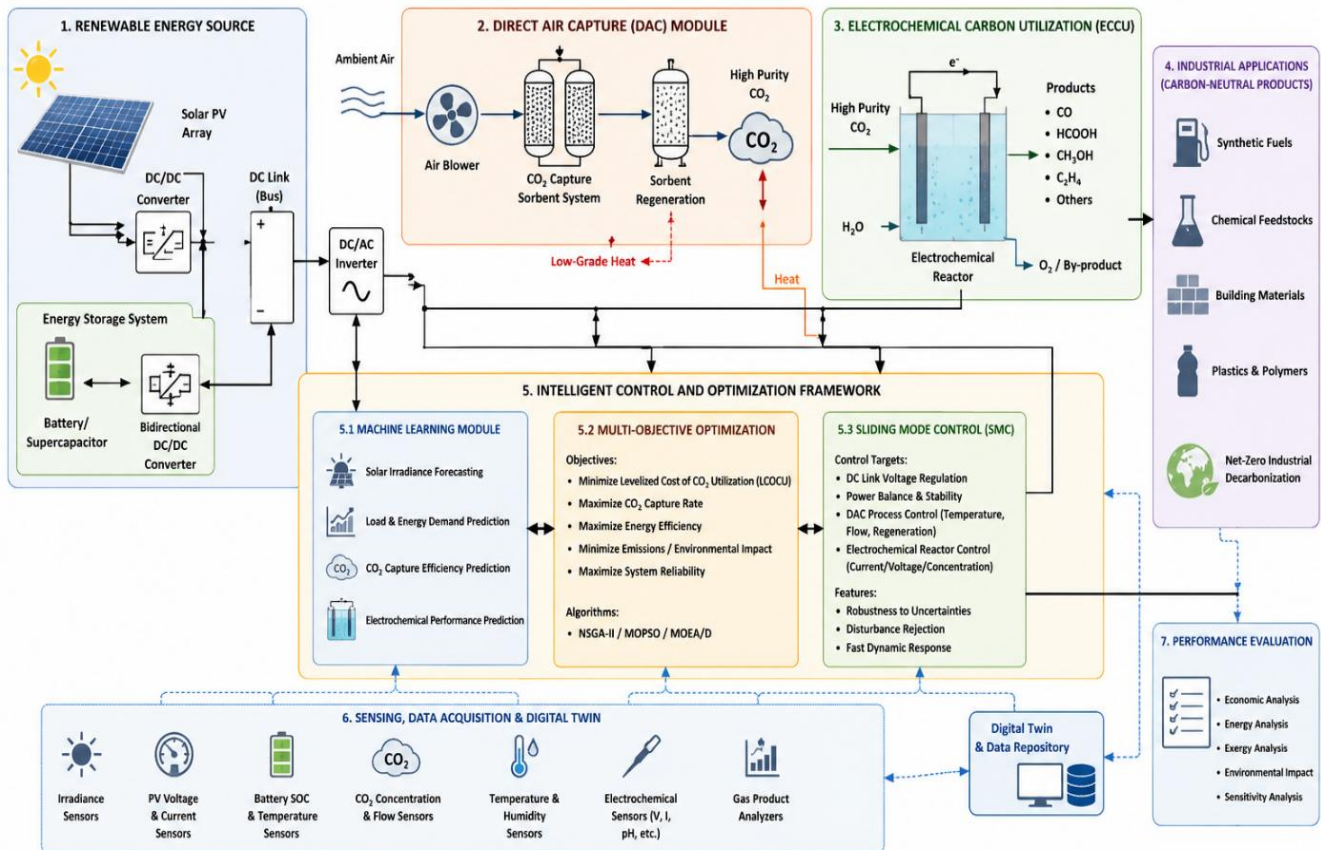 1. RENEWABLE ENERGY SOURCE
Solar PV
Array
DC/DC
Converter
DC Link
(Bus)
+
−
DC/AC
Inverter
Energy Storage System
Battery/
Supercapacitor
Bidirectional
DC/DC
Converter
2. DIRECT AIR CAPTURE (DAC) MODULE
Ambient Air
Air Blower
CO₂ Capture
Sorbent System
Sorbent
Regeneration
High Purity
CO₂
CO₂
Low-Grade Heat
Heat
3. ELECTROCHEMICAL CARBON UTILIZATION (ECCU)
e⁻
High Purity
CO₂
H₂O
Electrochemical
Reactor
Products
• CO
• HCOOH
• CH₃OH
• C₂H₄
• Others
O₂ / By-product
4. INDUSTRIAL APPLICATIONS
(CARBON-NEUTRAL PRODUCTS)
Synthetic Fuels
Chemical Feedstocks
Building Materials
Plastics & Polymers
Net-Zero Industrial
Decarbonization
5. INTELLIGENT CONTROL AND OPTIMIZATION FRAMEWORK
5.1 MACHINE LEARNING MODULE
Solar Irradiance Forecasting
Load & Energy Demand Prediction
CO₂
CO₂ Capture Efficiency Prediction
Electrochemical Performance Prediction
5.2 MULTI-OBJECTIVE OPTIMIZATION
Objectives:
• Minimize Levelized Cost of CO₂ Utilization (LCOCU)
• Maximize CO₂ Capture Rate
• Maximize Energy Efficiency
• Minimize Emissions / Environmental Impact
• Maximize System Reliability
Algorithms:
• NSGA-II / MOPSO / MOEA/D
5.3 SLIDING MODE CONTROL (SMC)
Control Targets:
• DC Link Voltage Regulation
• Power Balance & Stability
• DAC Process Control (Temperature,
Flow, Regeneration)
• Electrochemical Reactor Control
(Current/Voltage/Concentration)
Features:
• Robustness to Uncertainties
• Disturbance Rejection
• Fast Dynamic Response
6. SENSING, DATA ACQUISITION & DIGITAL TWIN
Irradiance
Sensors
PV Voltage
& Current
Sensors
Battery SOC
& Temperature
Sensors
CO₂
CO₂ Concentration
& Flow Sensors
Temperature &
Humidity
Sensors
Electrochemical
Sensors (V, I,
pH, etc.)
Gas Product
Analyzers
Digital Twin
& Data Repository
7. PERFORMANCE EVALUATION
• Economic Analysis
• Energy Analysis
• Exergy Analysis
• Environmental Impact
• Sensitivity Analysis